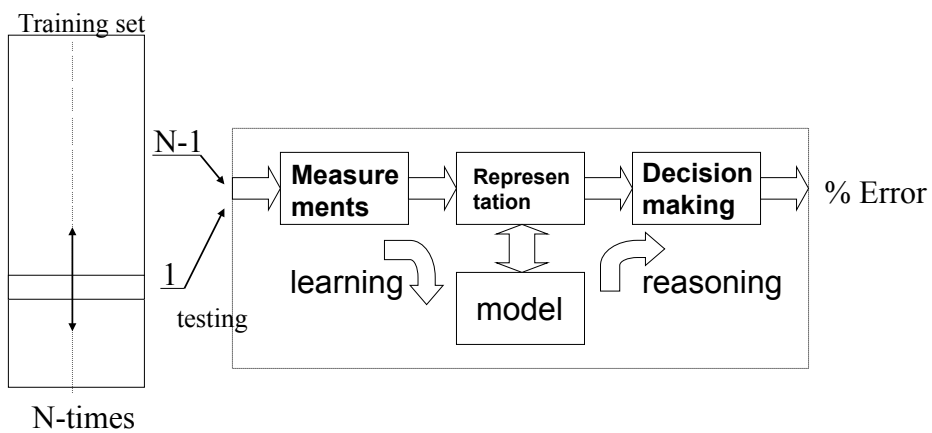 Training set
N-1
Measure
ments
Represen
tation
Decision
making
% Error
1
learning
model
reasoning
testing
N-times